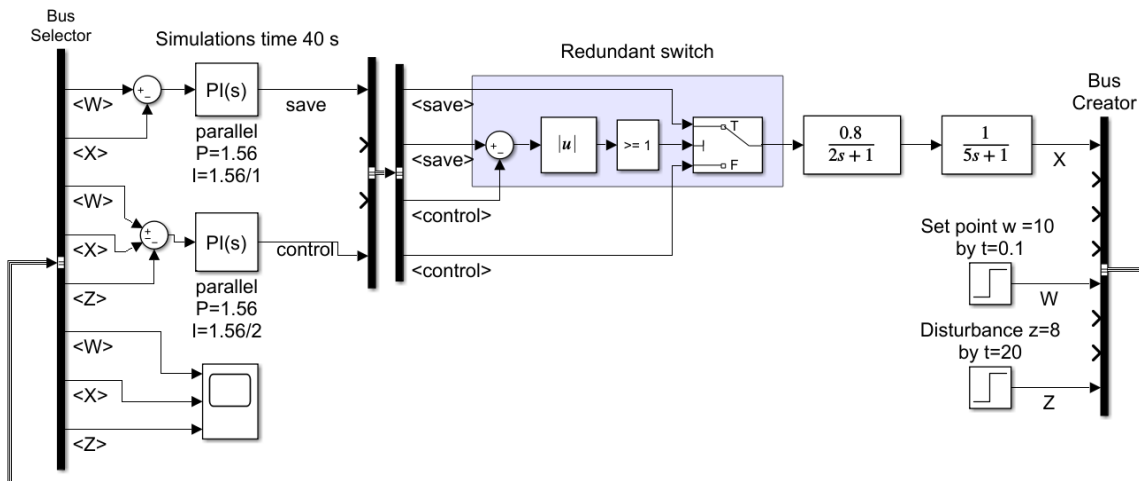 Bus
Selector
Simulations time 40 s
<W>
+
−
PI(s)
save
<X>
parallel
P=1.56
I=1.56/1
<W>
<X>
+
−
−
PI(s)
control
<Z>
parallel
P=1.56
I=1.56/2
<W>
<X>
<Z>
Redundant switch
<save>
<save>
+
−
|u|
>= 1
T
F
<control>
<control>
0.8
2s+1
1
5s+1
X
Bus
Creator
Set point w =10
by t=0.1
W
Disturbance z=8
by t=20
Z